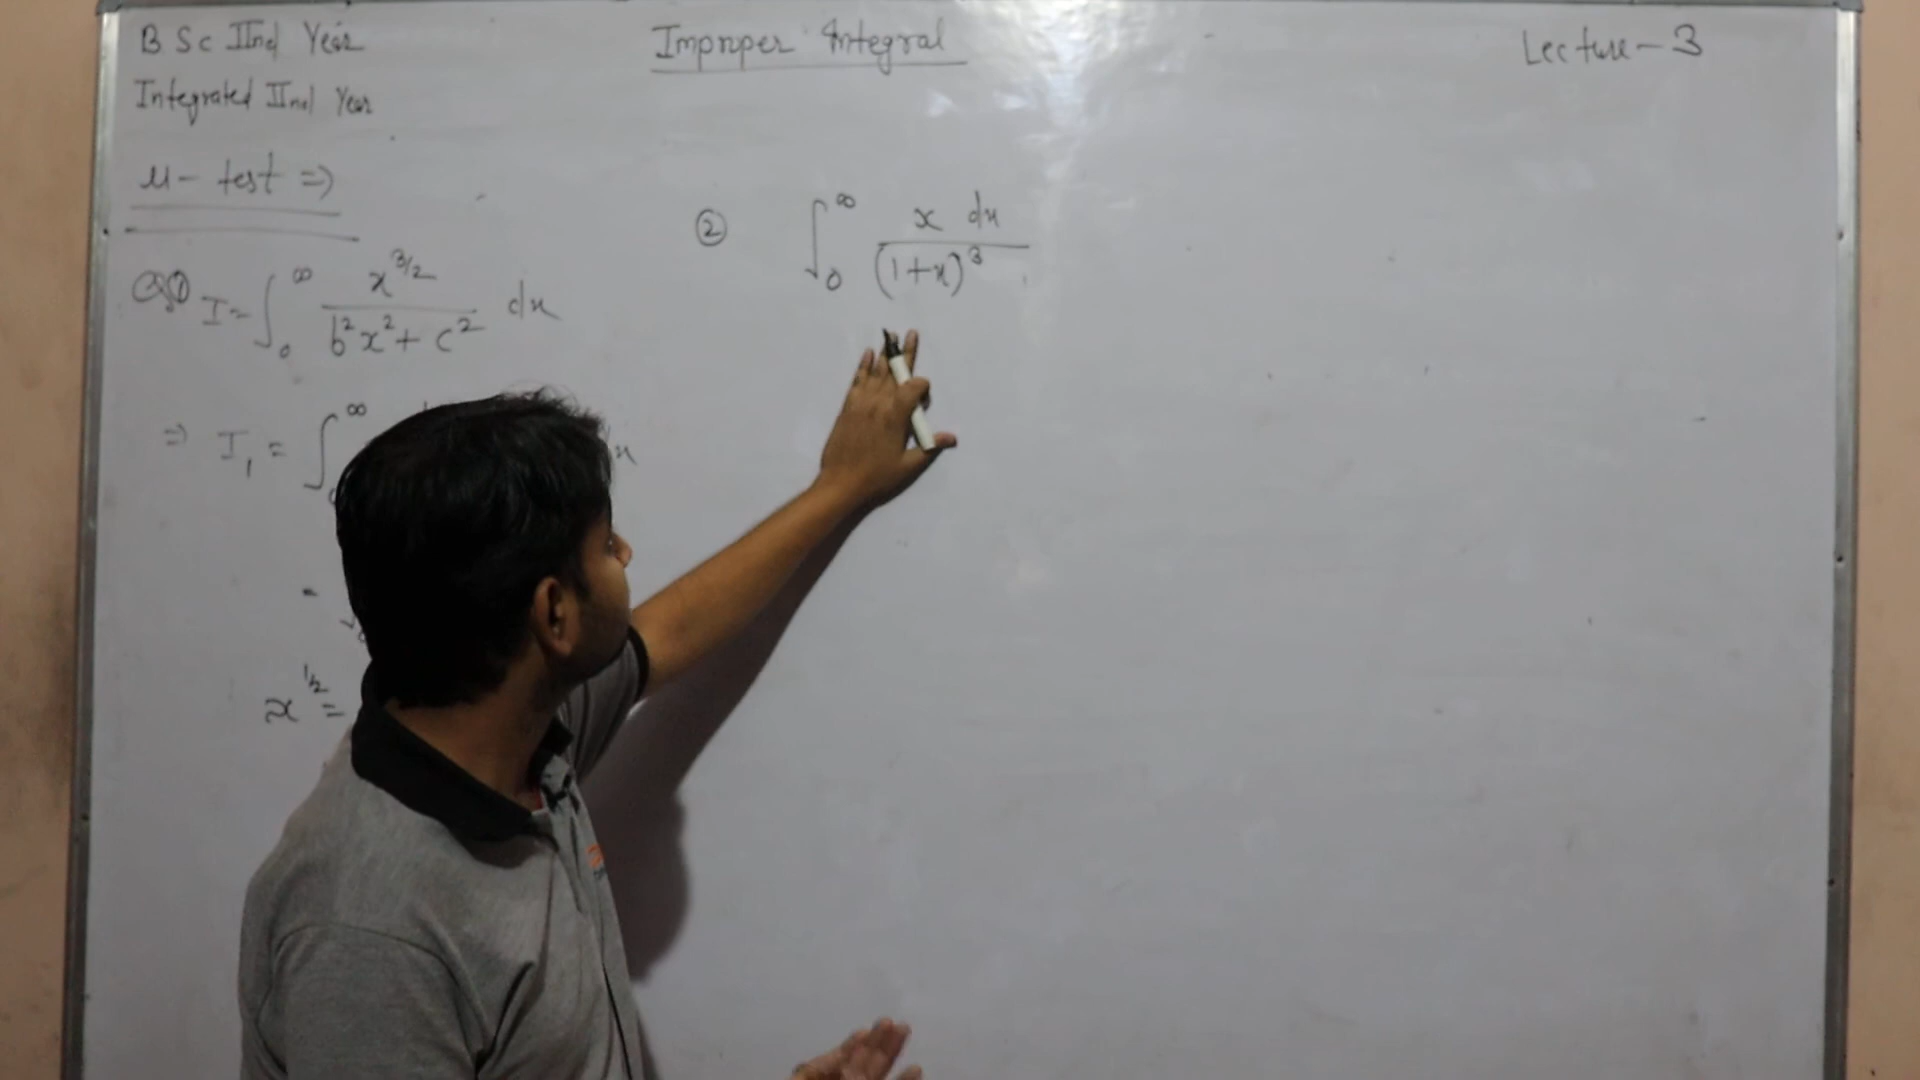 B Sc IInd Year
Integrated IInd Year
Improper Integral
Lecture - 3
μ - test ⇒
Q① I = ∫₀^∞ x^{3/2} / (b²x² + c²) dx
⇒ I₁ = ∫^∞
=
x^{1/2} =
② ∫₀^∞ x dx / (1+x)³